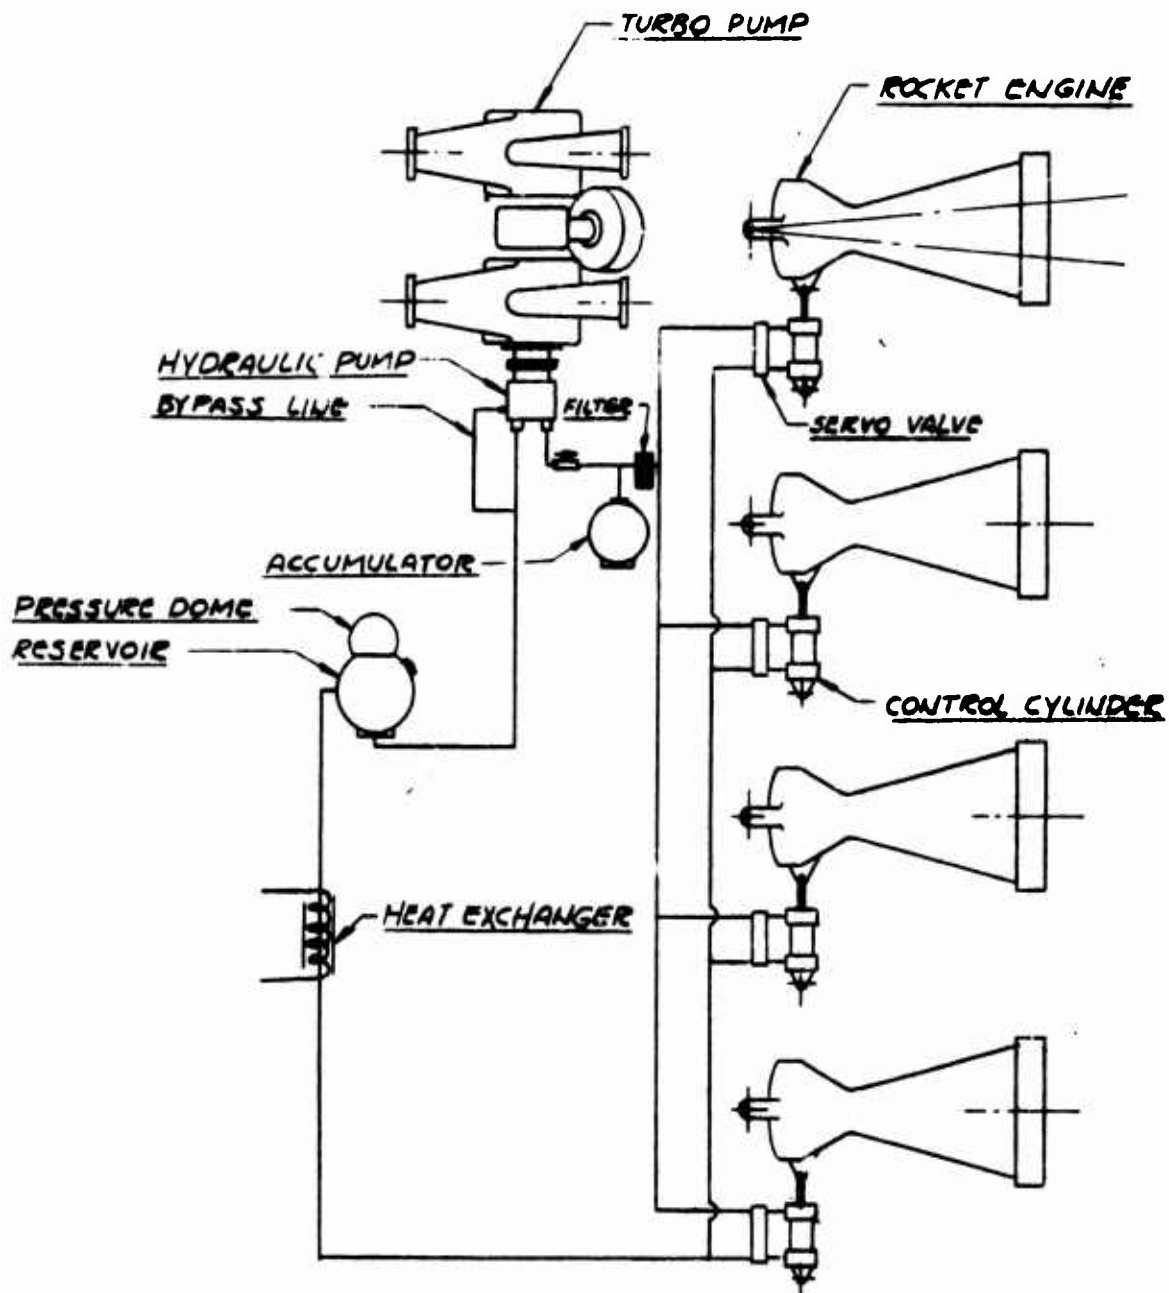 TURBO PUMP
ROCKET ENGINE
HYDRAULIC PUMP
BYPASS LINE
FILTER
SERVO VALVE
ACCUMULATOR
PRESSURE DOME
RESERVOIR
CONTROL CYLINDER
HEAT EXCHANGER